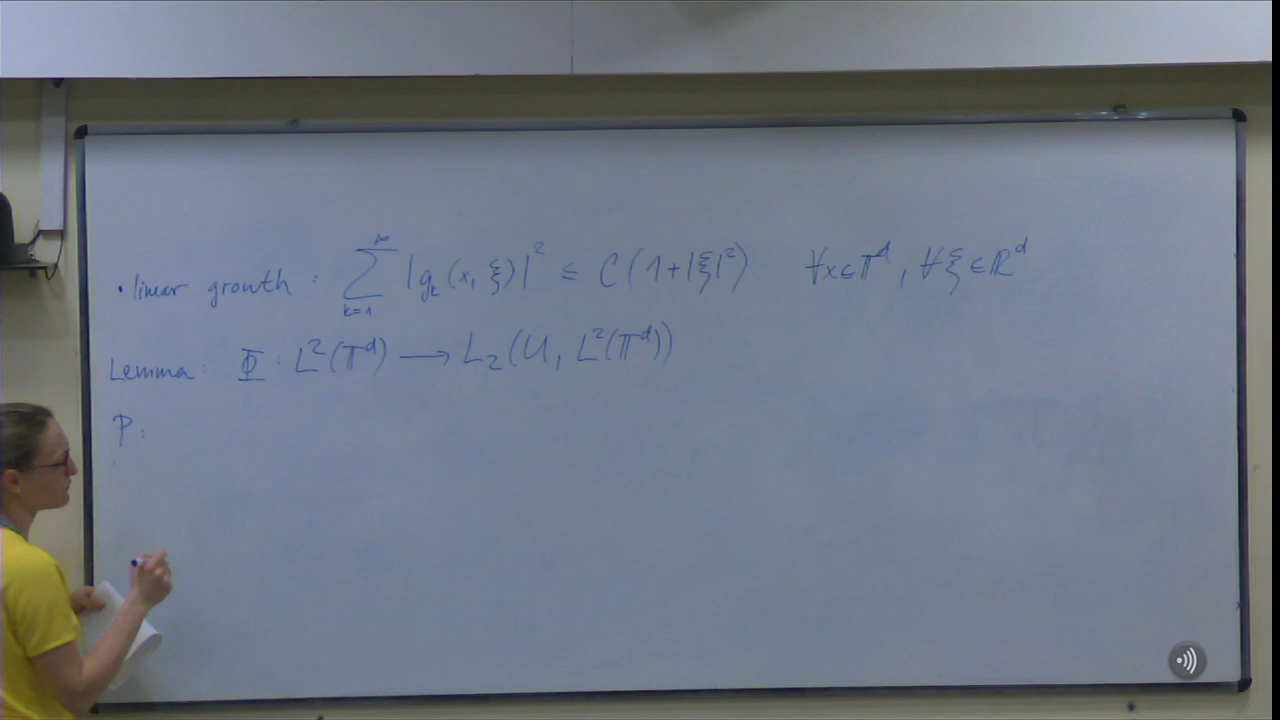 • linear growth : ∑_{k=1}^{∞} |g_k(x, ξ)|² ≤ C(1+|ξ|²) ∀x∈𝕋^d, ∀ξ∈ℝ^d
Lemma: Φ : L²(𝕋^d) ⟶ L₂(U, L²(𝕋^d))
P: